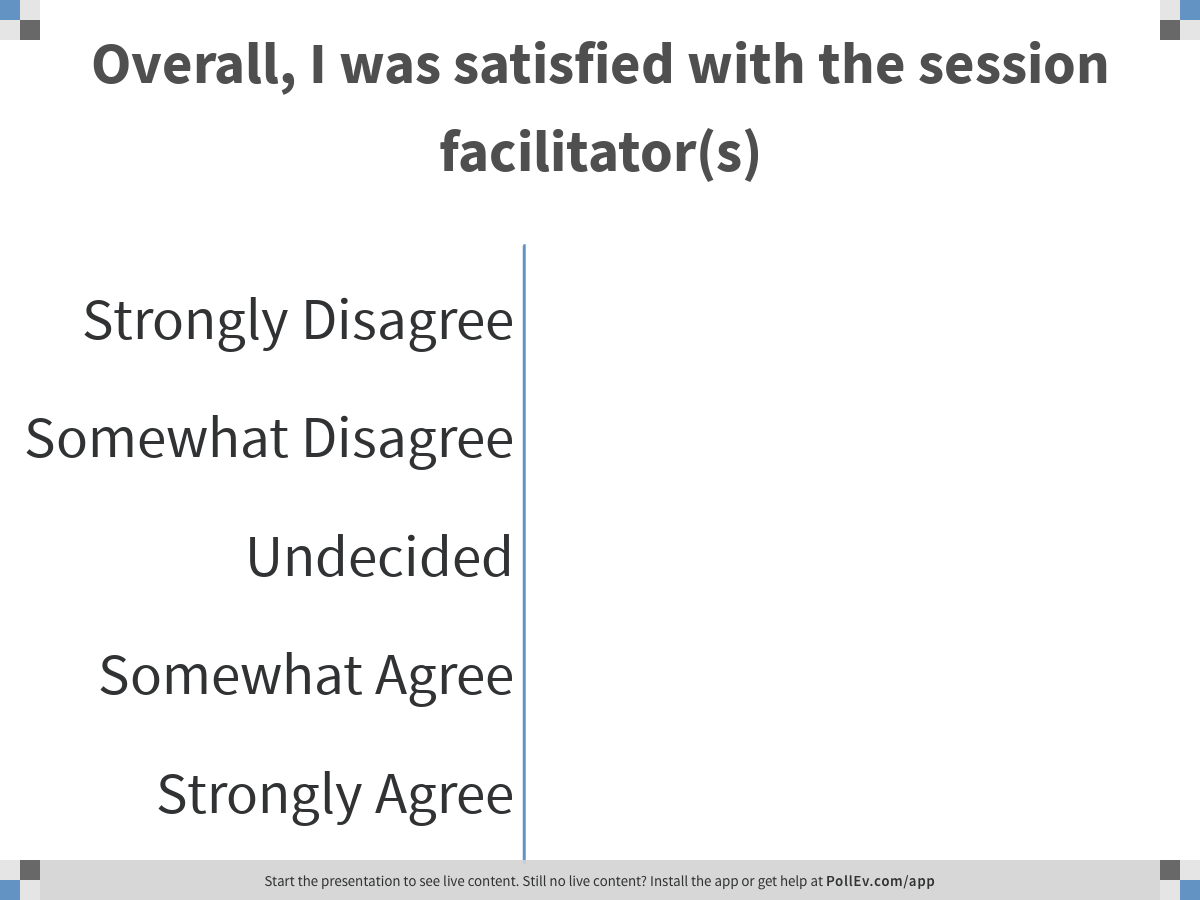 Overall, I was satisfied with the session
facilitator(s)
Strongly Disagree
Somewhat Disagree
Undecided
Somewhat Agree
Strongly Agree
Start the presentation to see live content. Still no live content? Install the app or get help at PollEv.com/app